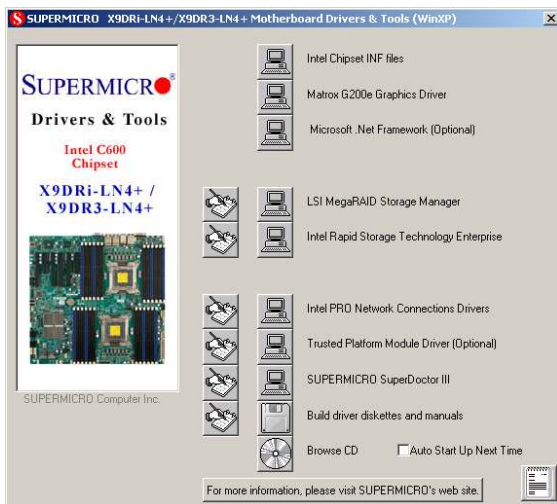 SUPERMICRO X9DRi-LN4+/X9DR3-LN4+ Motherboard Drivers & Tools (WinXP)
SUPERMICRO
Drivers & Tools
Intel C600
Chipset
X9DRi-LN4+ /
X9DR3-LN4+
SUPERMICRO Computer Inc.
Intel Chipset INF files
Matrox G200e Graphics Driver
Microsoft .Net Framework (Optional)
LSI MegaRAID Storage Manager
Intel Rapid Storage Technology Enterprise
Intel PRO Network Connections Drivers
Trusted Platform Module Driver (Optional)
SUPERMICRO SuperDoctor III
Build driver diskettes and manuals
Browse CD
Auto Start Up Next Time
For more information, please visit SUPERMICRO's web site.